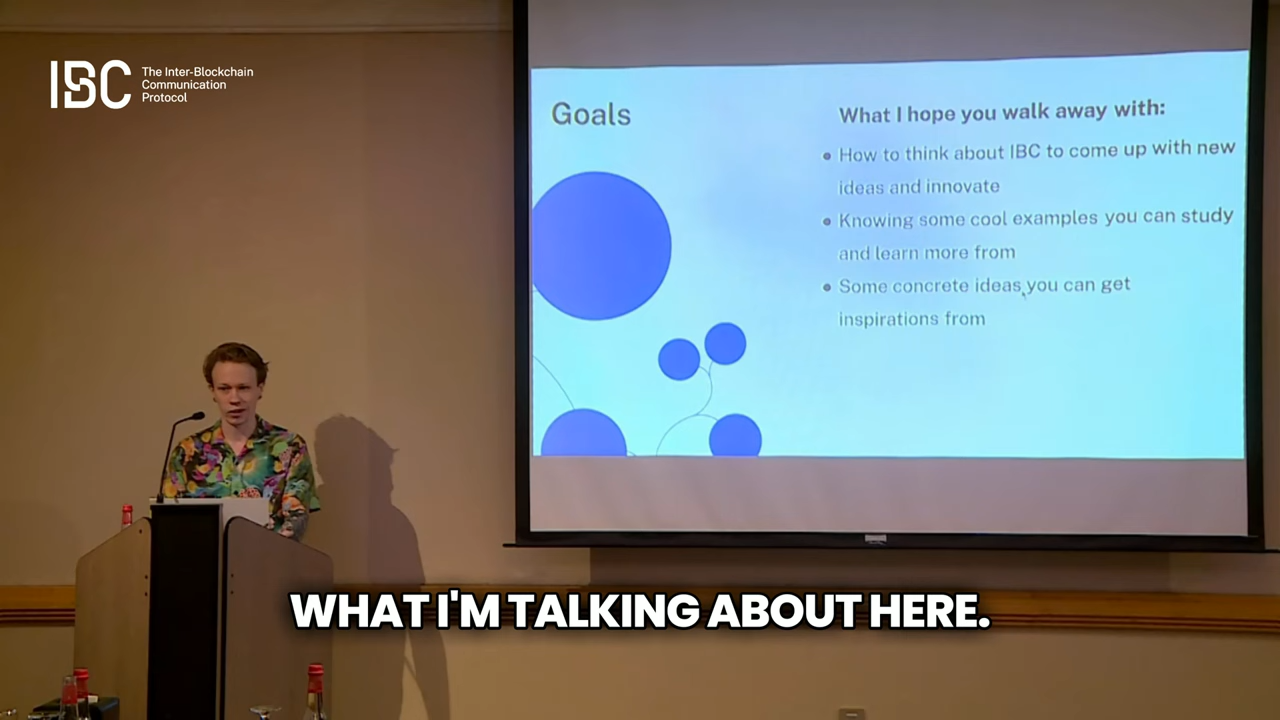 IBC
The Inter-Blockchain
Communication
Protocol
Goals
What I hope you walk away with:
How to think about IBC to come up with new
ideas and innovate
Knowing some cool examples you can study
and learn more from
Some concrete ideas you can get
inspirations from
WHAT I'M TALKING ABOUT HERE.